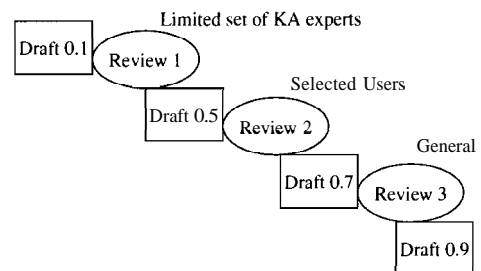 Limited set of KA experts
Draft 0.1
Review 1
Selected Users
Draft 0.5
Review 2
General
Draft 0.7
Review 3
Draft 0.9